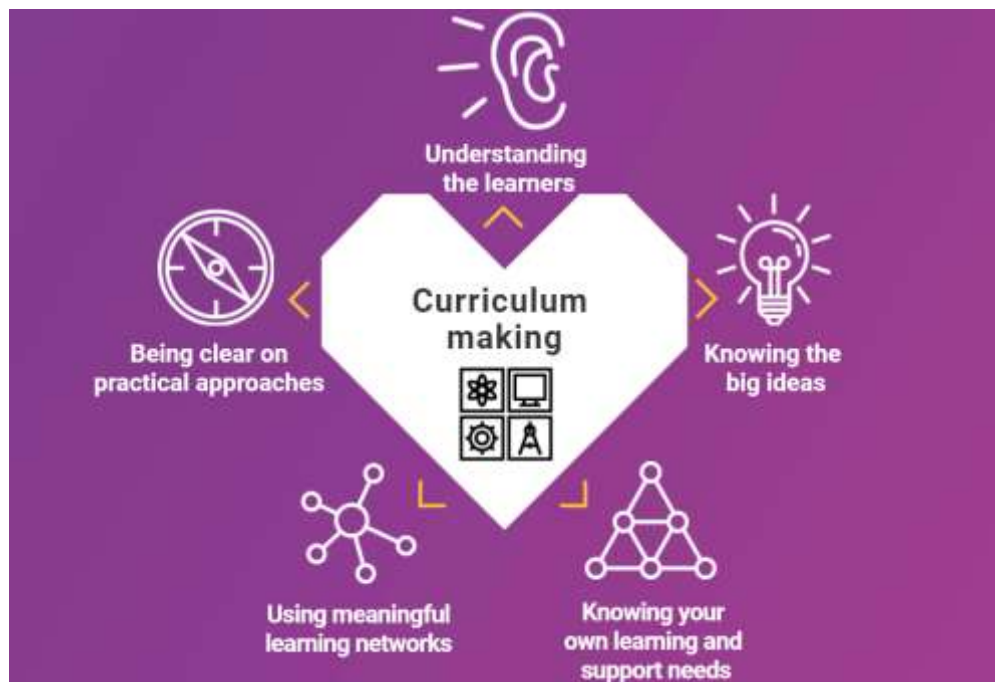 Understanding
the learners
Curriculum
making
Being clear on
practical approaches
Knowing the
big ideas
Using meaningful
learning networks
Knowing your
own learning and
support needs